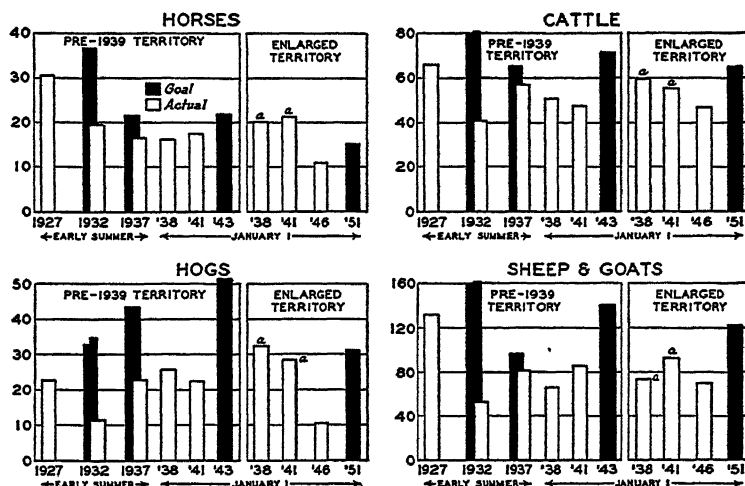 HORSES
PRE-1939 TERRITORY
ENLARGED
TERRITORY
Goal
Actual
a a
40
30
20
10
0
1927 1932 1937 '38 '41 '43 '38 '41 '46 '51
EARLY SUMMER JANUARY 1
CATTLE
PRE-1939
TERRITORY
ENLARGED
TERRITORY
a a
80
60
40
20
0
1927 1932 1937 '38 '41 '43 '38 '41 '46 '51
EARLY SUMMER JANUARY 1
HOGS
PRE-1939 TERRITORY
ENLARGED
TERRITORY
a a
50
40
30
20
10
0
1927 1932 1937 '38 '41 '43 '38 '41 '46 '51
EARLY SUMMER JANUARY 1
SHEEP & GOATS
PRE-1939
TERRITORY
ENLARGED
TERRITORY
a a
160
120
80
40
0
1927 1932 1937 '38 '41 '43 '38 '41 '46 '51
EARLY SUMMER JANUARY 1